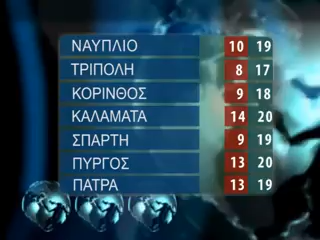 ΝΑΥΠΛΙΟ 10 19
ΤΡΙΠΟΛΗ 8 17
ΚΟΡΙΝΘΟΣ 9 18
ΚΑΛΑΜΑΤΑ 14 20
ΣΠΑΡΤΗ 9 19
ΠΥΡΓΟΣ 13 20
ΠΑΤΡΑ 13 19